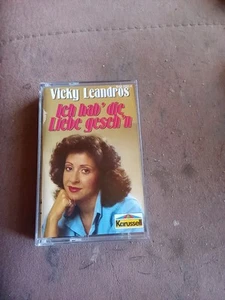 Vicky Leandros
Ich hab' die
Liebe geseh'n
Karussell